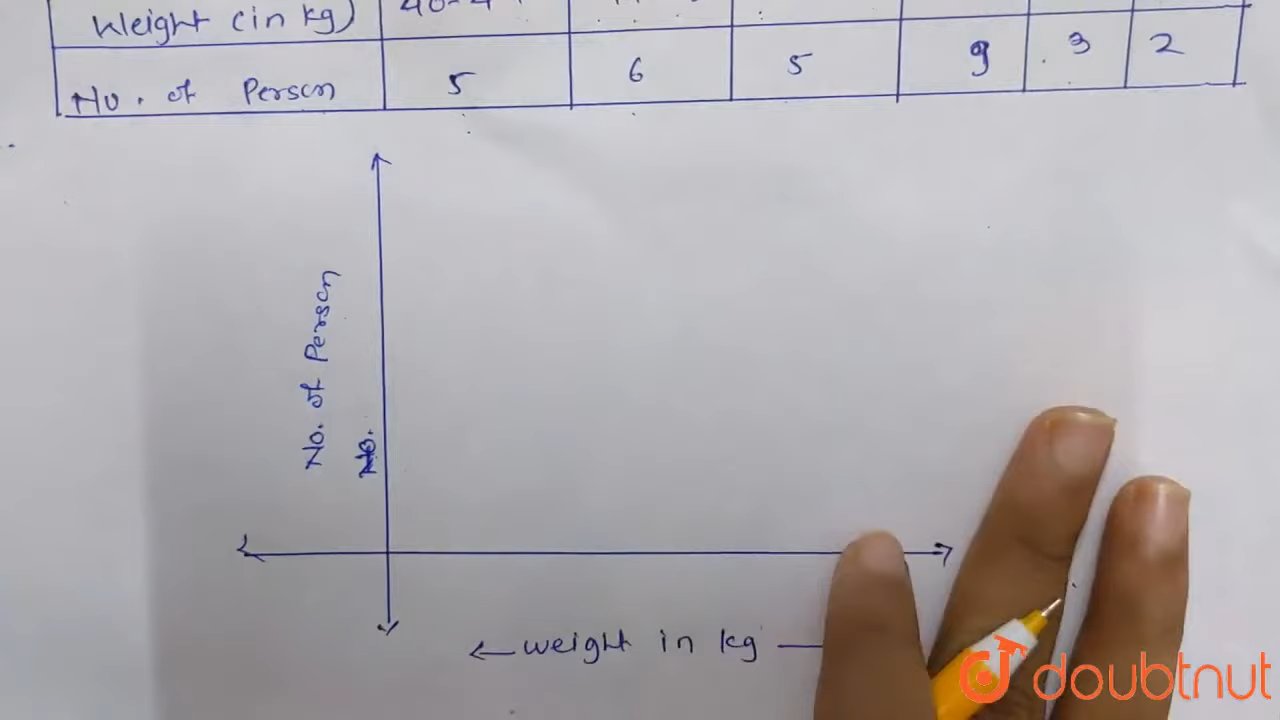 Weight (in kg)
No. of Person 5 6 5 9 3 2
No. of Person
No.
weight in kg
doubtnut